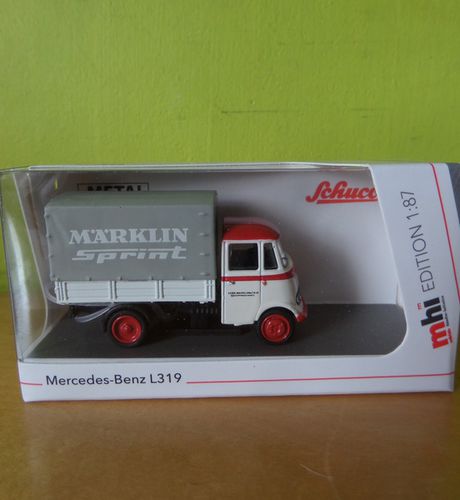 METAL
Schuco
MÄRKLIN
Sprint
mhi EDITION 1:87
Mercedes-Benz L319